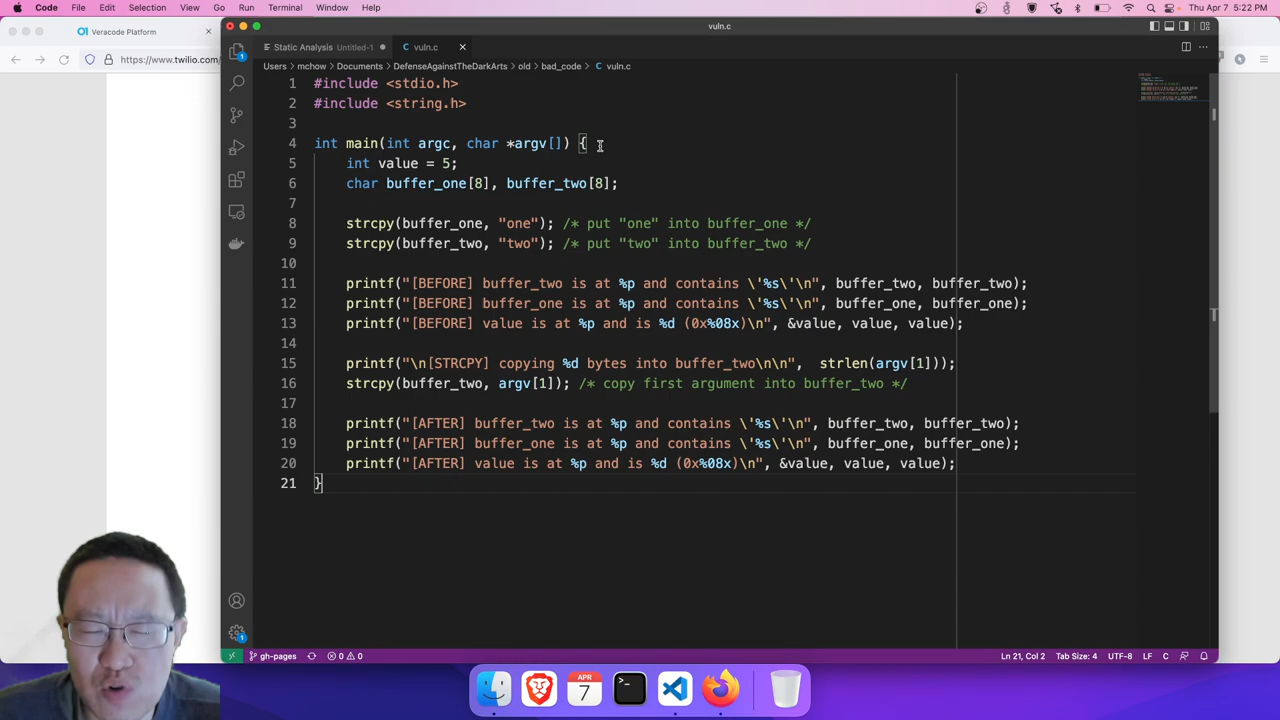 Code File Edit Selection View Go Run Terminal Window Help Thu Apr 7 5:22 PM
vuln.c
Veracode Platform
https://www.twilio.com/
Static Analysis Untitled-1
vuln.c
Users > mchow > Documents > DefenseAgainstTheDarkArts > old > bad_code > C vuln.c
1 #include <stdio.h>
2 #include <string.h>
3
4 int main(int argc, char *argv[]) {
5 int value = 5;
6 char buffer_one[8], buffer_two[8];
7
8 strcpy(buffer_one, "one"); /* put "one" into buffer_one */
9 strcpy(buffer_two, "two"); /* put "two" into buffer_two */
10
11 printf("[BEFORE] buffer_two is at %p and contains \'%s\'\n", buffer_two, buffer_two);
12 printf("[BEFORE] buffer_one is at %p and contains \'%s\'\n", buffer_one, buffer_one);
13 printf("[BEFORE] value is at %p and is %d (0x%08x)\n", &value, value, value);
14
15 printf("\n[STRCPY] copying %d bytes into buffer_two\n\n", strlen(argv[1]));
16 strcpy(buffer_two, argv[1]); /* copy first argument into buffer_two */
17
18 printf("[AFTER] buffer_two is at %p and contains \'%s\'\n", buffer_two, buffer_two);
19 printf("[AFTER] buffer_one is at %p and contains \'%s\'\n", buffer_one, buffer_one);
20 printf("[AFTER] value is at %p and is %d (0x%08x)\n", &value, value, value);
21 }
gh-pages 0 0 Ln 21, Col 2 Tab Size: 4 UTF-8 LF C
APR
7